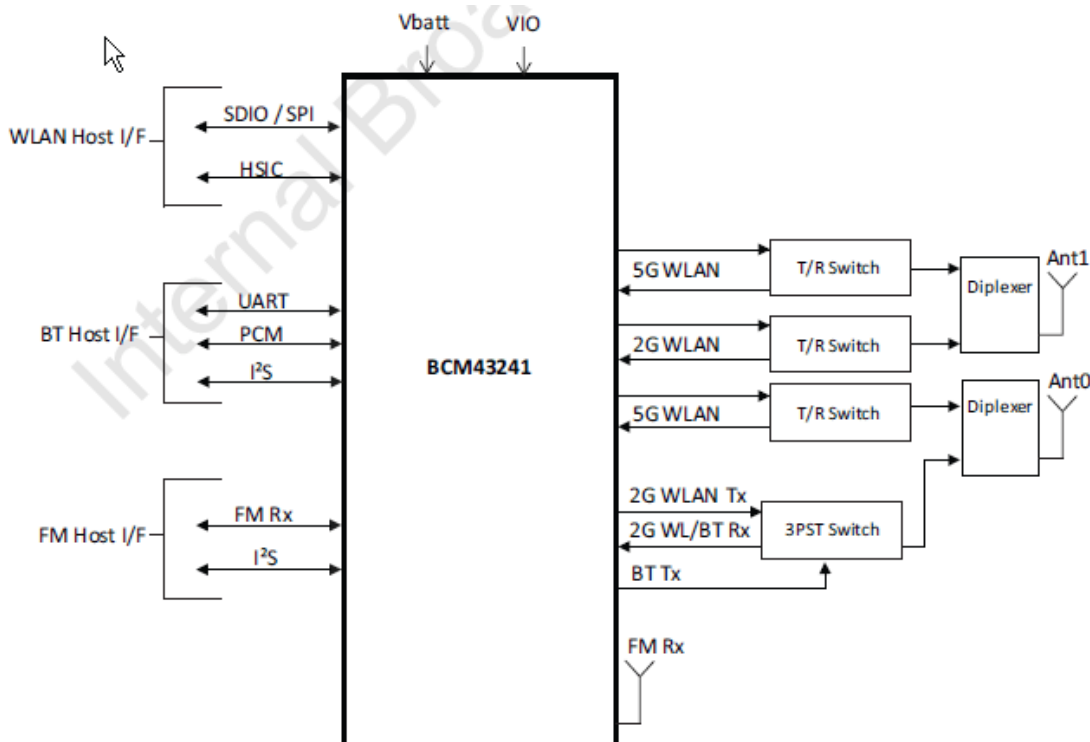 Vbatt
VIO
WLAN Host I/F
SDIO / SPI
HSIC
BT Host I/F
UART
PCM
I²S
FM Host I/F
FM Rx
I²S
BCM43241
5G WLAN
T/R Switch
2G WLAN
T/R Switch
Diplexer
Ant1
5G WLAN
T/R Switch
Diplexer
Ant0
2G WLAN Tx
2G WL/BT Rx
BT Tx
3PST Switch
FM Rx
Internal Broa